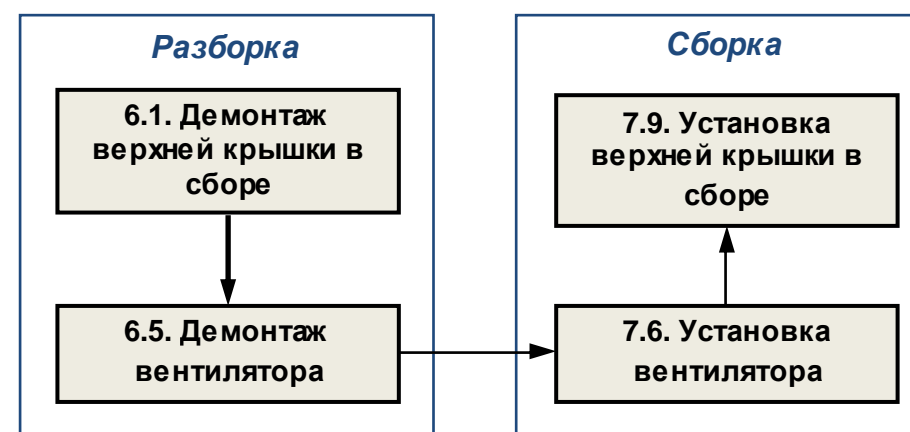 Разборка
6.1. Демонтаж
верхней крышки в
сборе
6.5. Демонтаж
вентилятора
Сборка
7.9. Установка
верхней крышки в
сборе
7.6. Установка
вентилятора